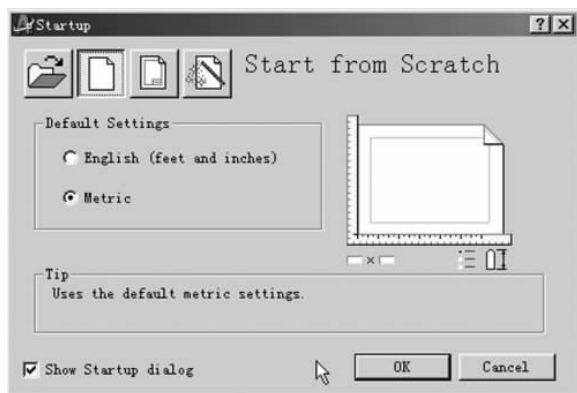 Startup
Start from Scratch
Default Settings
English (feet and inches)
Metric
Tip
Uses the default metric settings.
Show Startup dialog
OK
Cancel